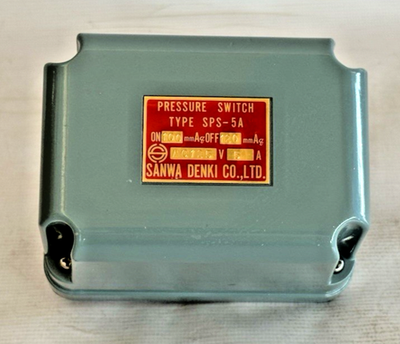 PRESSURE SWITCH
TYPE SPS-5A
ON mmAq OFF mmAq
V A
SANWA DENKI CO.,LTD.